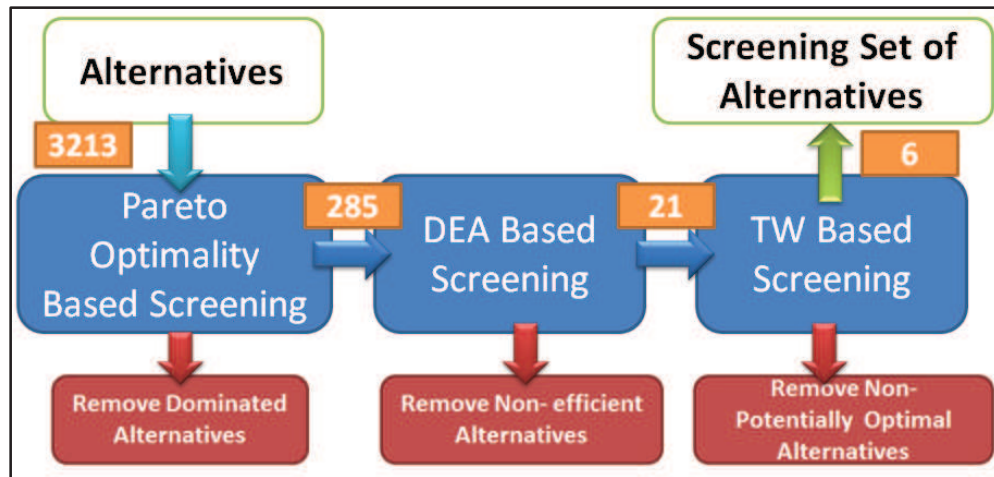 Alternatives
Screening Set of
Alternatives
3213
6
Pareto
Optimality
Based Screening
285
DEA Based
Screening
21
TW Based
Screening
Remove Dominated
Alternatives
Remove Non- efficient
Alternatives
Remove Non-
Potentially Optimal
Alternatives